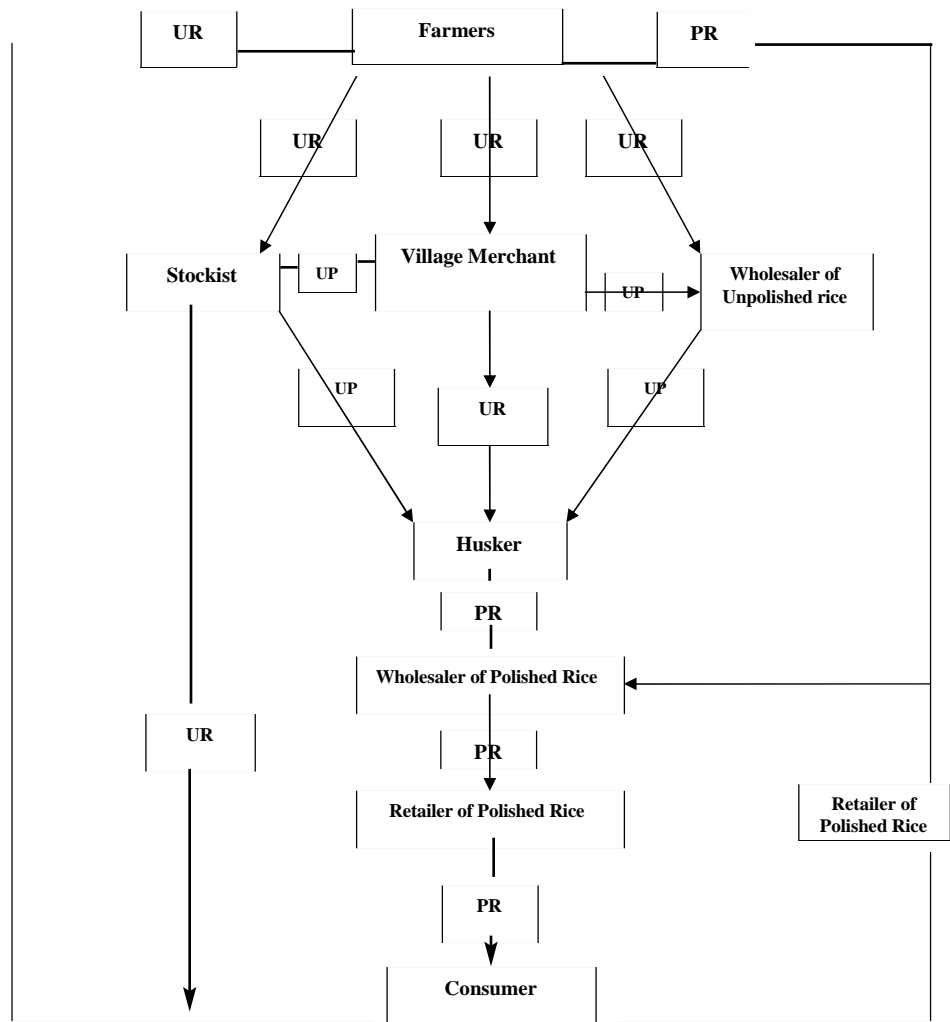 UR
Farmers
PR
UR
UR
UR
Stockist
UP
Village Merchant
UP
Wholesaler of
Unpolished rice
UP
UR
UP
Husker
PR
Wholesaler of Polished Rice
UR
PR
Retailer of Polished Rice
Retailer of
Polished Rice
PR
Consumer